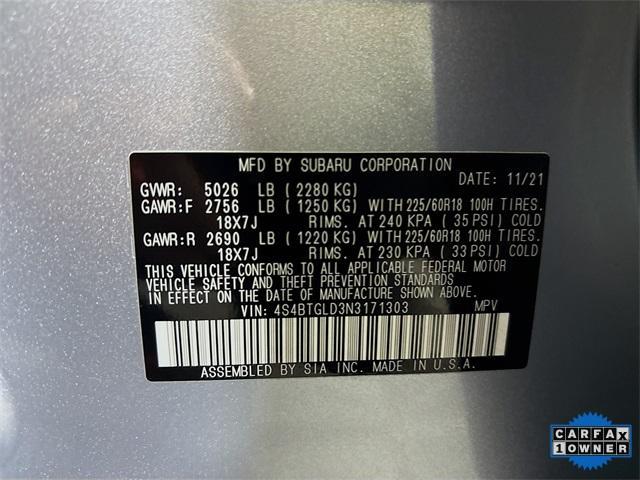 MFD BY SUBARU CORPORATION
DATE: 11/21
GVWR: 5026 LB ( 2280 KG)
GAWR:F 2756 LB ( 1250 KG) WITH 225/60R18 100H TIRES.
18X7J RIMS. AT 240 KPA ( 35 PSI) COLD
GAWR:R 2690 LB ( 1220 KG) WITH 225/60R18 100H TIRES.
18X7J RIMS. AT 230 KPA ( 33 PSI) COLD
THIS VEHICLE CONFORMS TO ALL APPLICABLE FEDERAL MOTOR
VEHICLE SAFETY AND THEFT PREVENTION STANDARDS
IN EFFECT ON THE DATE OF MANUFACTURE SHOWN ABOVE.
VIN: 4S4BTGLD3N3171303 MPV
ASSEMBLED BY SIA INC. MADE IN U.S.A.
CARFAX
1 OWNER